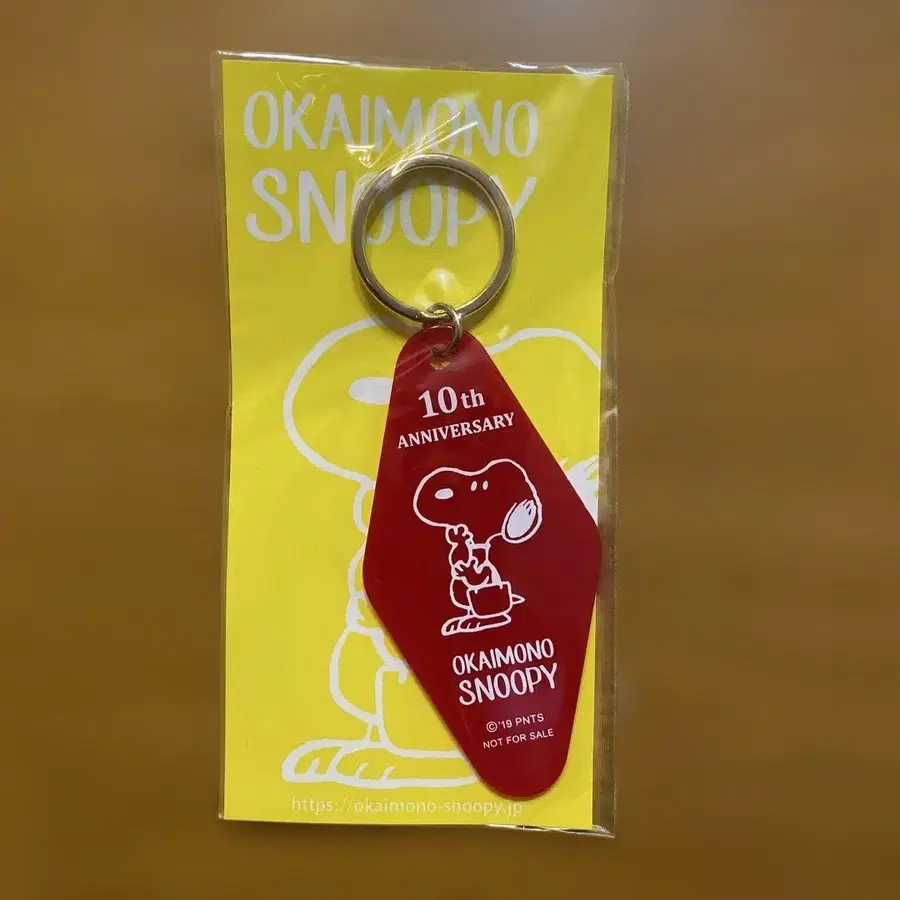 OKAIMONO
SNOOPY
10th
ANNIVERSARY
OKAIMONO
SNOOPY
©'19 PNTS
NOT FOR SALE
https://okaimono-snoopy.jp